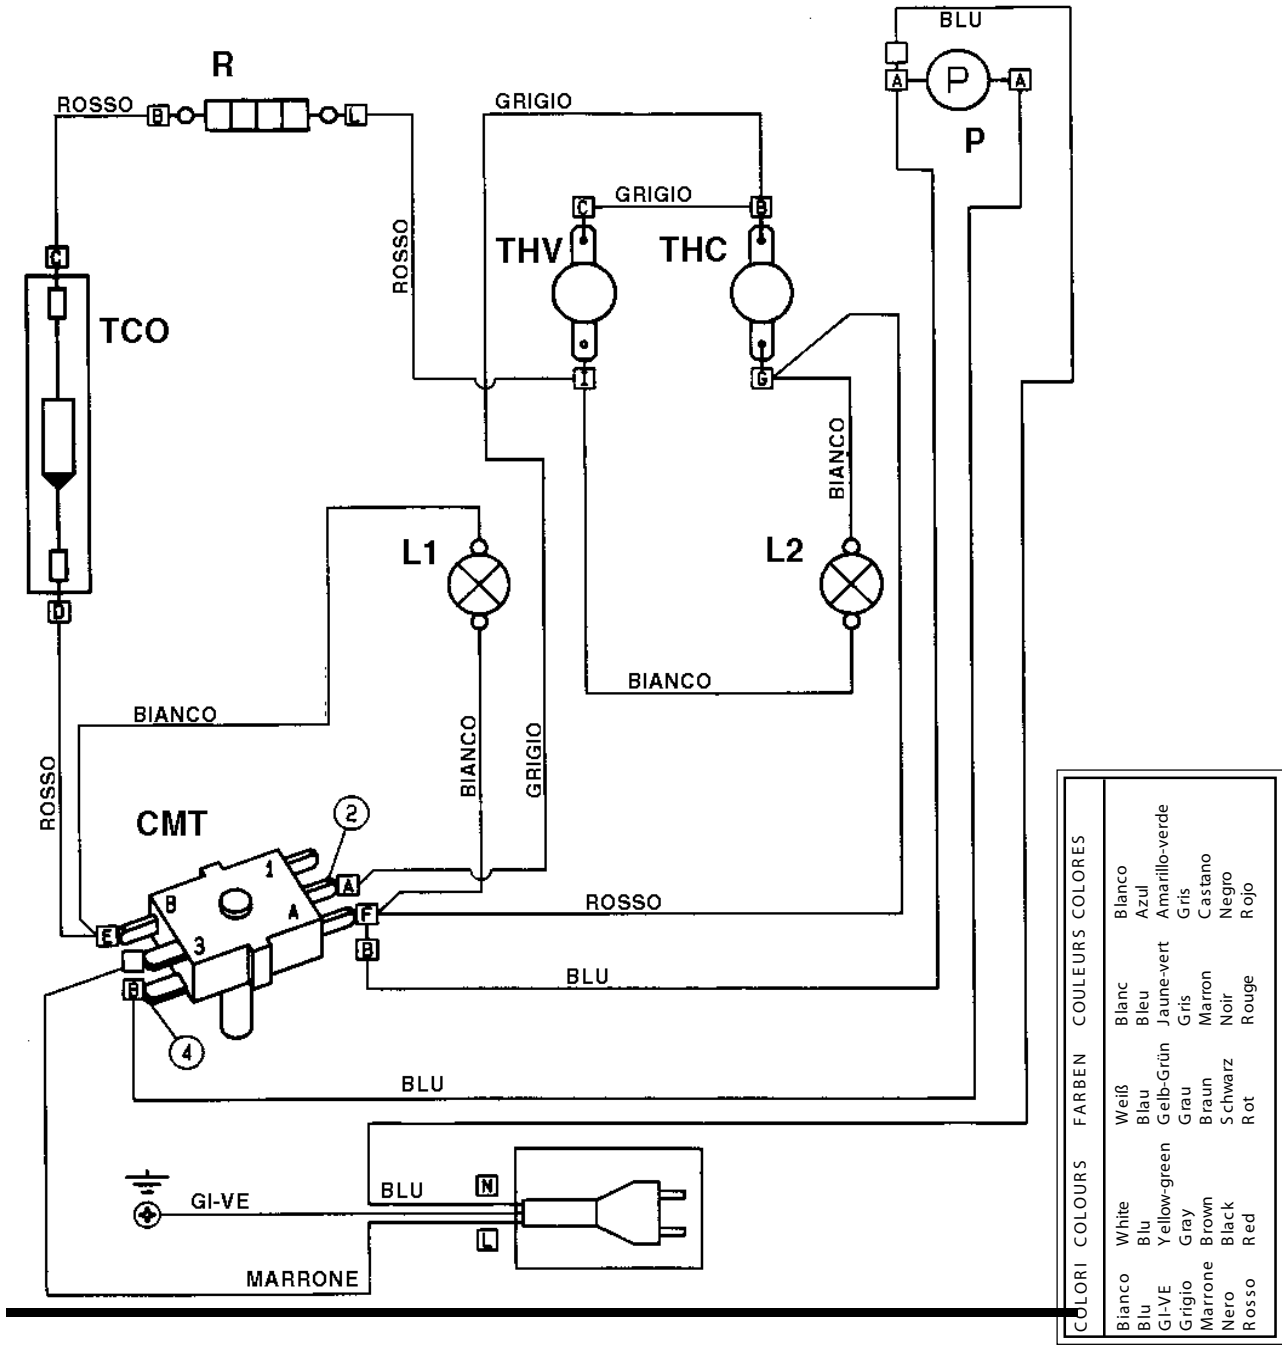 BLU
R
P
A
A
ROSSO
B
L
GRIGIO
P
GRIGIO
C
B
THV
THC
ROSSO
C
TCO
I
G
BIANCO
L1
L2
D
BIANCO
BIANCO
BIANCO
GRIGIO
ROSSO
CMT
2
1
A
B
A
F
ROSSO
E
3
B
B
BLU
4
BLU
GI-VE
BLU
N
L
MARRONE
COLORI COLOURS FARBEN COULEURS COLORES
Bianco White Weiß Blanc Blanco
Blu Blu Blau Bleu Azul
GI-VE Yellow-green Gelb-Grün Jaune-vert Amarillo-verde
Grigio Gray Grau Gris Gris
Marrone Brown Braun Marron Castano
Nero Black Schwarz Noir Negro
Rosso Red Rot Rouge Rojo